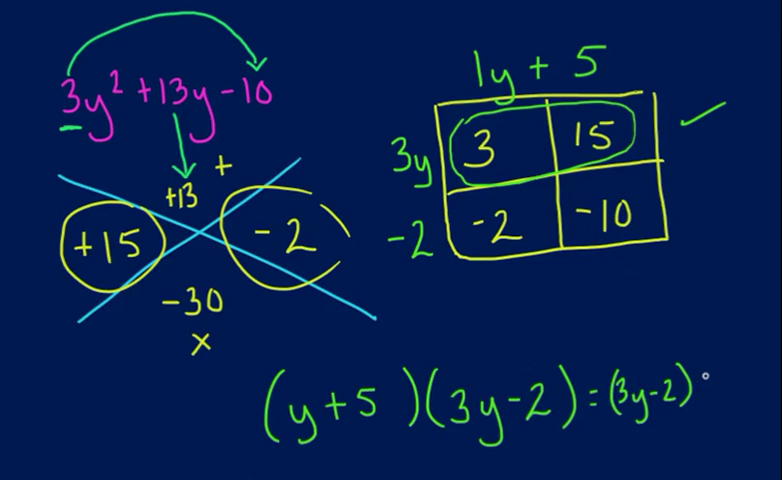 3y² +13y -10
+
+13
+15 -2
-30
x
1y + 5
3y 3 15
-2 -2 -10
(y+5)(3y-2) = (3y-2)